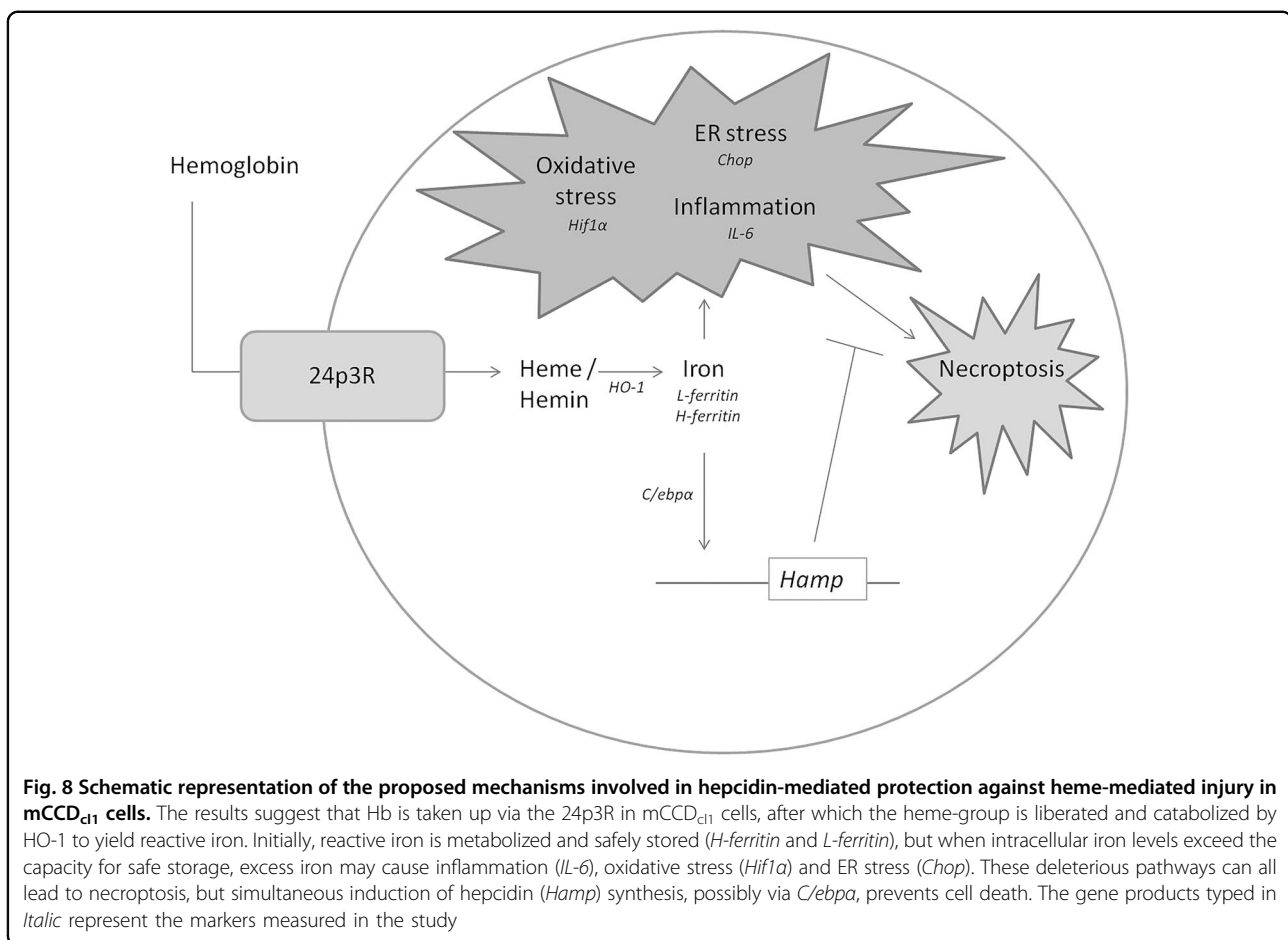 ER stress
Chop
Oxidative
stress
Hif1α
Inflammation
IL-6
Hemoglobin
24p3R
Heme /
Hemin
HO-1
Iron
L-ferritin
H-ferritin
Necroptosis
C/ebpα
Hamp
Fig. 8 Schematic representation of the proposed mechanisms involved in hepcidin-mediated protection against heme-mediated injury in
mCCDcl1 cells. The results suggest that Hb is taken up via the 24p3R in mCCDcl1 cells, after which the heme-group is liberated and catabolized by
HO-1 to yield reactive iron. Initially, reactive iron is metabolized and safely stored (H-ferritin and L-ferritin), but when intracellular iron levels exceed the
capacity for safe storage, excess iron may cause inflammation (IL-6), oxidative stress (Hif1α) and ER stress (Chop). These deleterious pathways can all
lead to necroptosis, but simultaneous induction of hepcidin (Hamp) synthesis, possibly via C/ebpa, prevents cell death. The gene products typed in
Italic represent the markers measured in the study